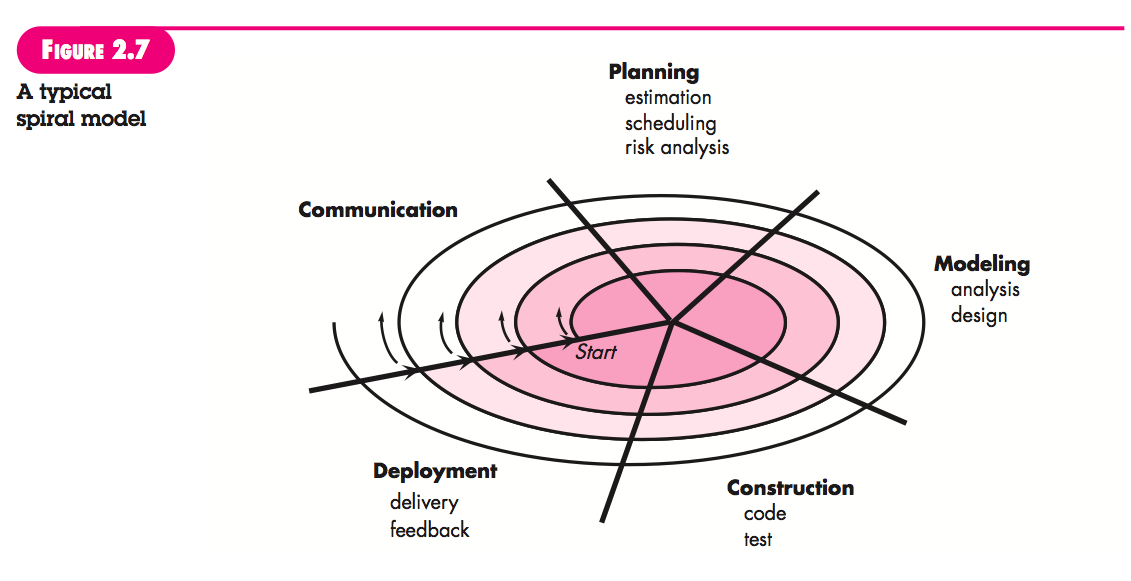 FIGURE 2.7
A typical
spiral model
Planning
estimation
scheduling
risk analysis
Communication
Modeling
analysis
design
Start
Deployment
delivery
feedback
Construction
code
test